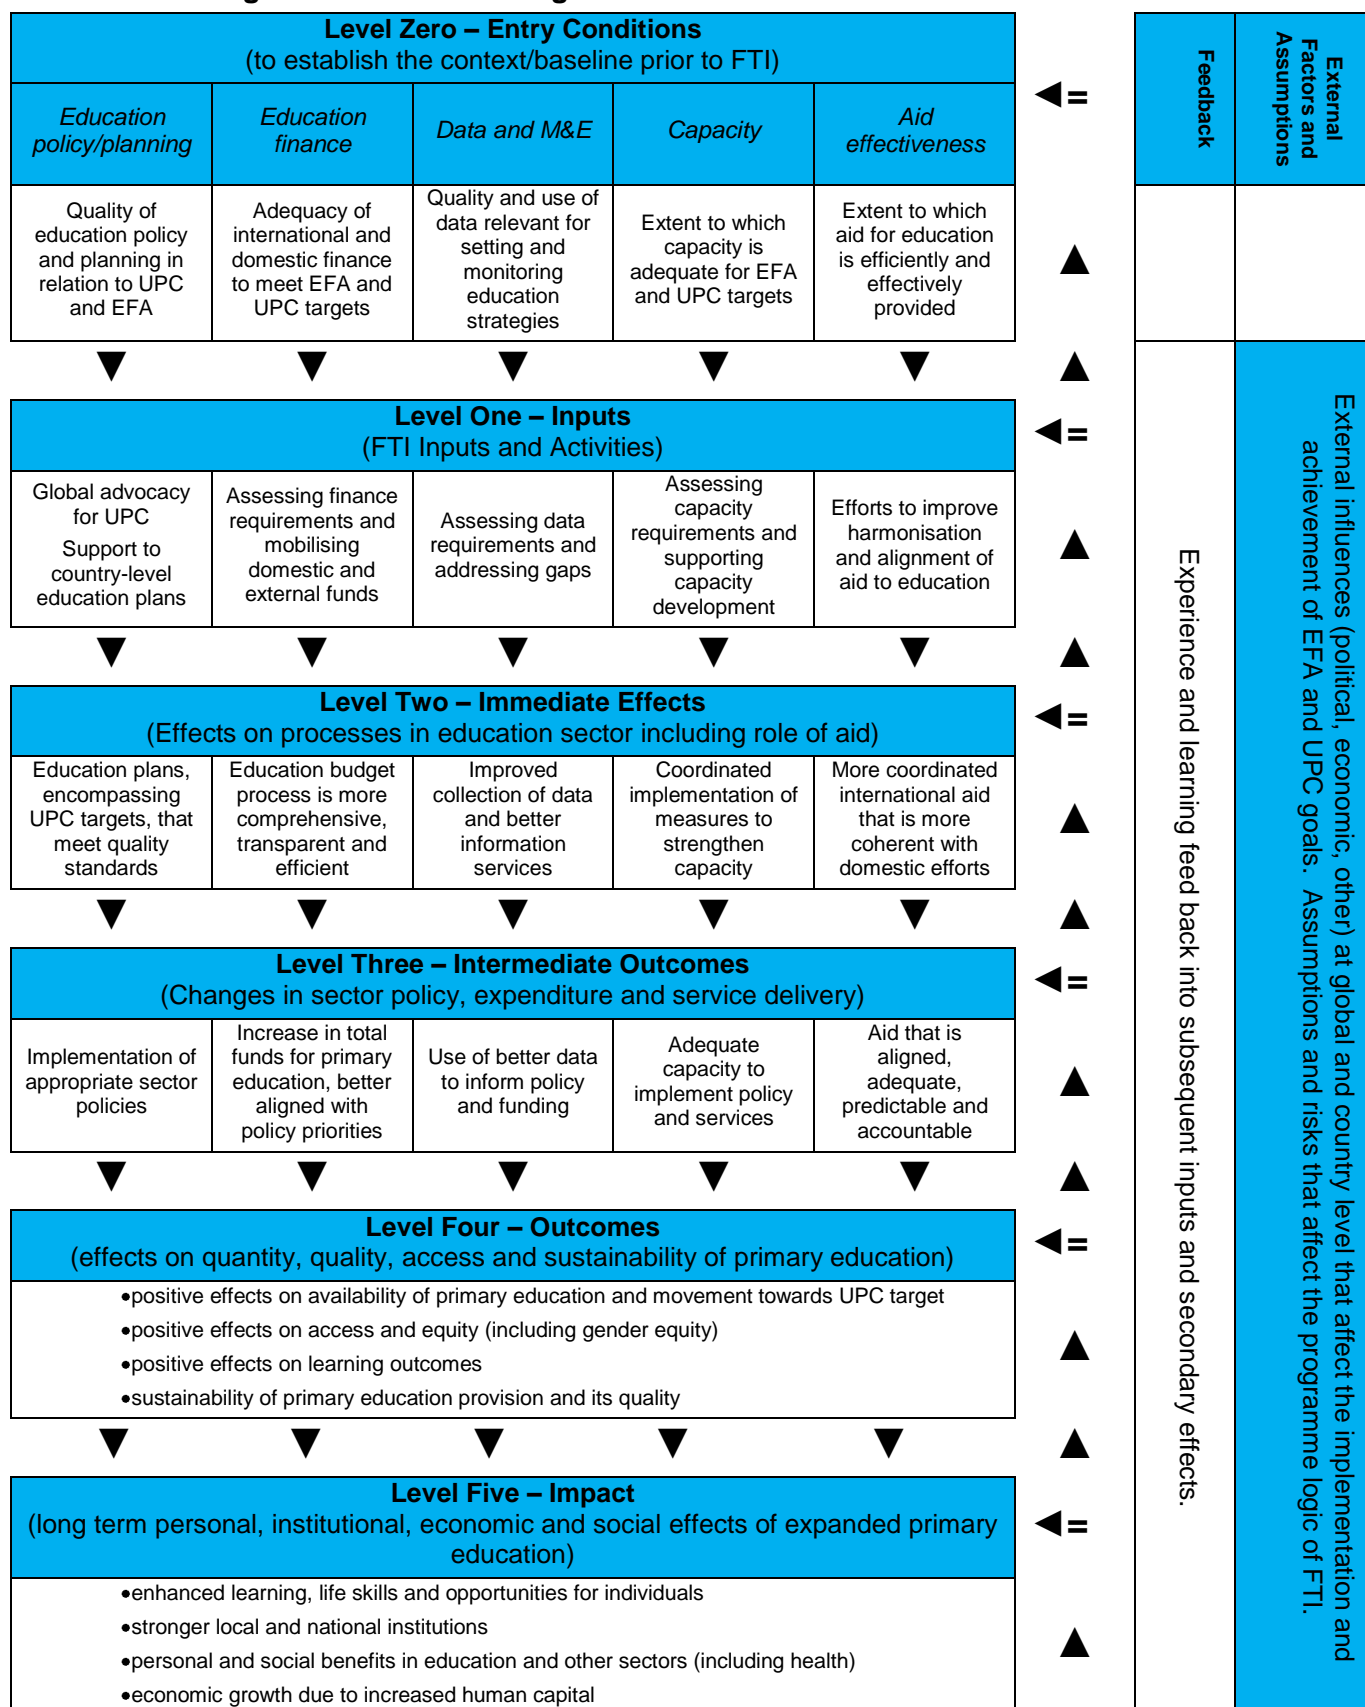 Level Zero – Entry Conditions
(to establish the context/baseline prior to FTI)
Education
policy/planning
Education
finance
Data and M&E
Capacity
Aid
effectiveness
Quality of
education policy
and planning in
relation to UPC
and EFA
Adequacy of
international and
domestic finance
to meet EFA and
UPC targets
Quality and use of
data relevant for
setting and
monitoring
education
strategies
Extent to which
capacity is
adequate for EFA
and UPC targets
Extent to which
aid for education
is efficiently and
effectively
provided
Level One – Inputs
(FTI Inputs and Activities)
Global advocacy
for UPC
Support to
country-level
education plans
Assessing finance
requirements and
mobilising
domestic and
external funds
Assessing data
requirements and
addressing gaps
Assessing
capacity
requirements and
supporting
capacity
development
Efforts to improve
harmonisation
and alignment of
aid to education
Level Two – Immediate Effects
(Effects on processes in education sector including role of aid)
Education plans,
encompassing
UPC targets, that
meet quality
standards
Education budget
process is more
comprehensive,
transparent and
efficient
Improved
collection of data
and better
information
services
Coordinated
implementation of
measures to
strengthen
capacity
More coordinated
international aid
that is more
coherent with
domestic efforts
Level Three – Intermediate Outcomes
(Changes in sector policy, expenditure and service delivery)
Implementation of
appropriate sector
policies
Increase in total
funds for primary
education, better
aligned with
policy priorities
Use of better data
to inform policy
and funding
Adequate
capacity to
implement policy
and services
Aid that is
aligned,
adequate,
predictable and
accountable
Level Four – Outcomes
(effects on quantity, quality, access and sustainability of primary education)
•positive effects on availability of primary education and movement towards UPC target
•positive effects on access and equity (including gender equity)
•positive effects on learning outcomes
•sustainability of primary education provision and its quality
Level Five – Impact
(long term personal, institutional, economic and social effects of expanded primary
education)
•enhanced learning, life skills and opportunities for individuals
•stronger local and national institutions
•personal and social benefits in education and other sectors (including health)
•economic growth due to increased human capital
Feedback
Experience and learning feed back into subsequent inputs and secondary effects.
External
Factors and
Assumptions
External influences (political, economic, other) at global and country level that affect the implementation and
achievement of EFA and UPC goals. Assumptions and risks that affect the programme logic of FTI.